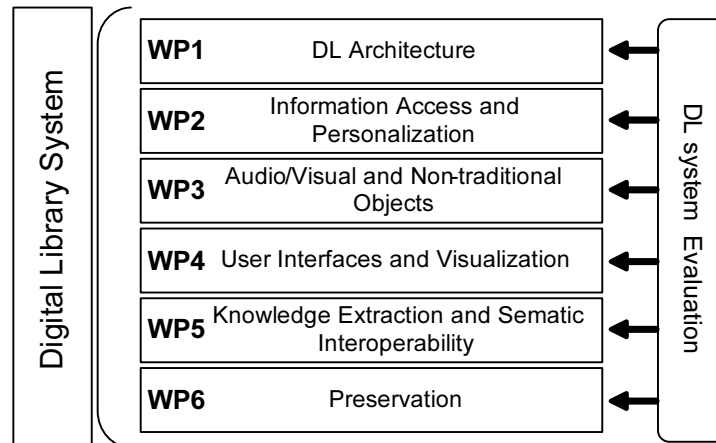 Digital Library System
WP1 DL Architecture
WP2 Information Access and
Personalization
WP3 Audio/Visual and Non-traditional
Objects
WP4 User Interfaces and Visualization
WP5 Knowledge Extraction and Sematic
Interoperability
WP6 Preservation
DL system Evaluation